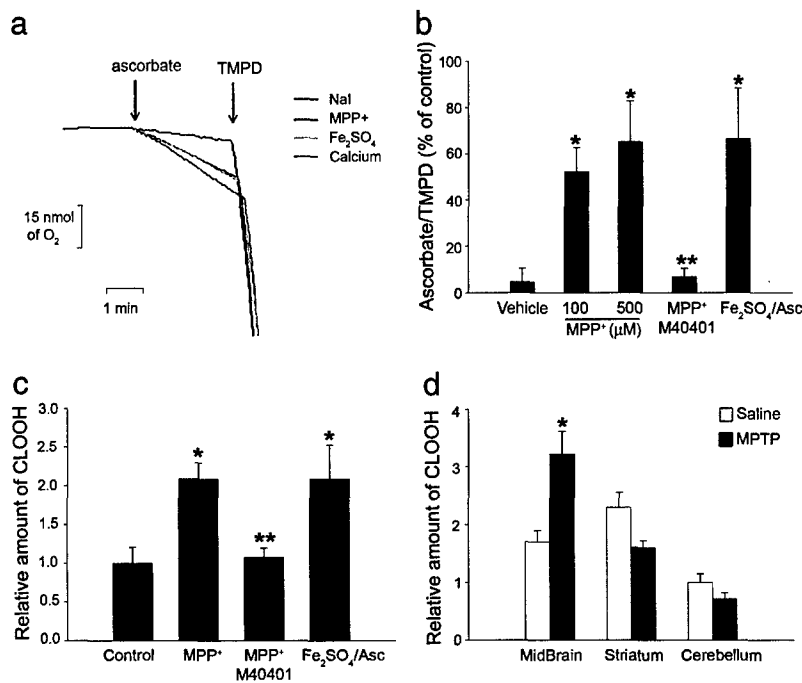 a
ascorbate TMPD
NaI
MPP+
Fe₂SO₄
Calcium
15 nmol
of O₂
1 min
b
Ascorbate/TMPD (% of control)
100
80
60
40
20
0
*
*
**
*
Vehicle 100 500 MPP⁺ Fe₂SO₄/Asc
MPP⁺ (μM) M40401
c
Relative amount of CLOOH
3.0
2.5
2.0
1.5
1.0
0.5
0.0
*
**
*
Control MPP⁺ MPP⁺ Fe₂SO₄/Asc
M40401
d
Relative amount of CLOOH
4
3
2
1
0
*
Saline
MPTP
MidBrain Striatum Cerebellum